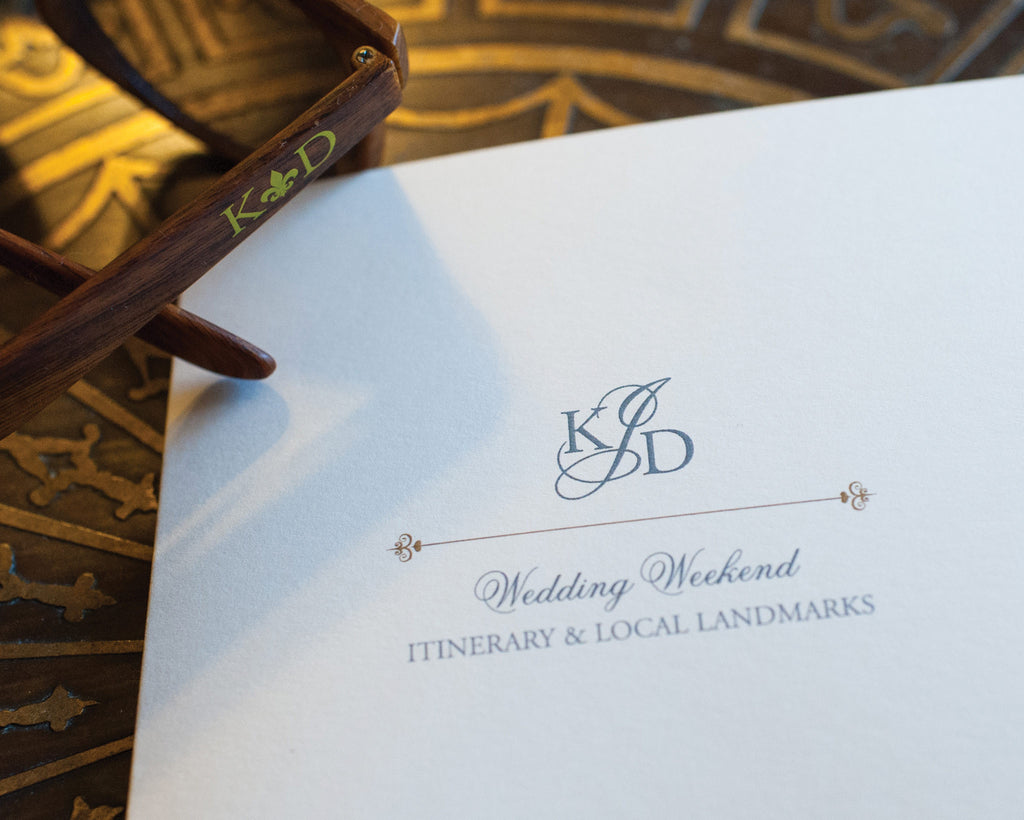 K⚜D
KJD
Wedding Weekend
ITINERARY & LOCAL LANDMARKS